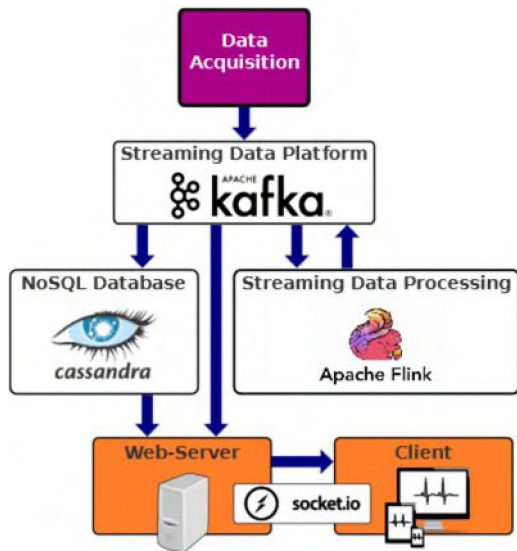 Data
Acquisition
Streaming Data Platform
APACHE
kafka®
NoSQL Database
cassandra
Streaming Data Processing
Apache Flink
Web-Server
Client
socket.io